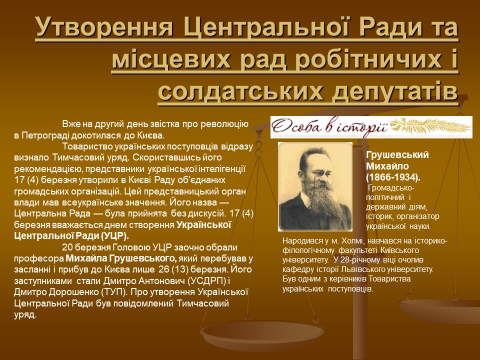 Утворення Центральної Ради та
місцевих рад робітничих і
солдатських депутатів
Вже на другий день звістка про революцію
в Петрограді докотилася до Києва.
Товариство українських поступовців відразу
визнало Тимчасовий уряд. Скориставшись його
рекомендацією, представники української інтелігенції
17 (4) березня утворили в Києві Раду об'єднаних
громадських організацій. Цей представницький орган
влади мав всеукраїнське значення. Його назва —
Центральна Рада — була прийнята без дискусій. 17 (4)
березня вважається днем створення Української
Центральної Ради (УЦР).
20 березня Головою УЦР заочно обрали
професора Михайла Грушевського, який перебував у
засланні і прибув до Києва лише 26 (13) березня. Його
заступниками стали Дмитро Антонович (УСДРП) і
Дмитро Дорошенко (ТУП). Про утворення Української
Центральної Ради був повідомлений Тимчасовий
уряд.
Особа в історії
Грушевський
Михайло
(1866-1934).
Громадсько-
політичний і
державний діяч,
історик, організатор
української науки.
Народився у м. Холмі, навчався на історико-
філологічному факультеті Київського
університету. У 28-річному віці очолив
кафедру історії Львівського університету.
Був одним з керівників Товариства
українських поступовців.